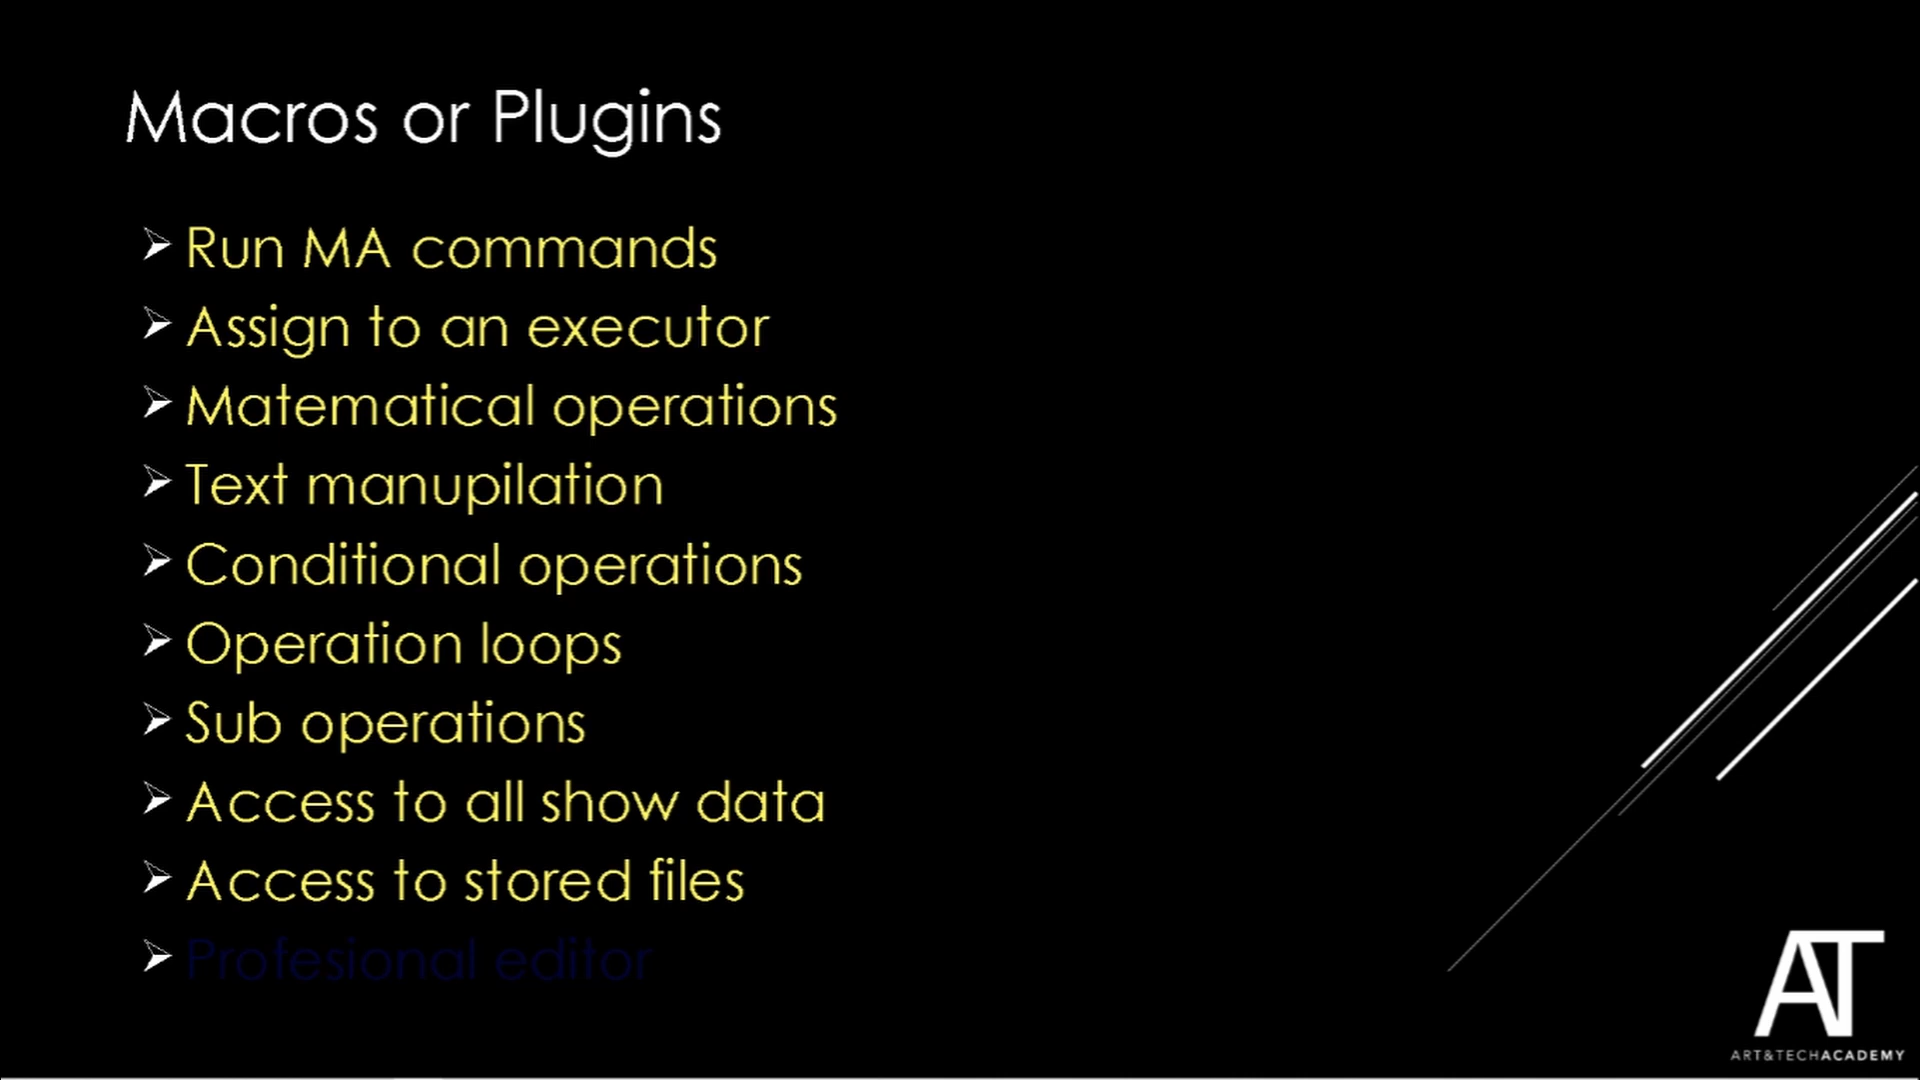 Macros or Plugins
Run MA commands
Assign to an executor
Matematical operations
Text manupilation
Conditional operations
Operation loops
Sub operations
Access to all show data
Access to stored files
Profesional editor
AT
ART&TECHACADEMY